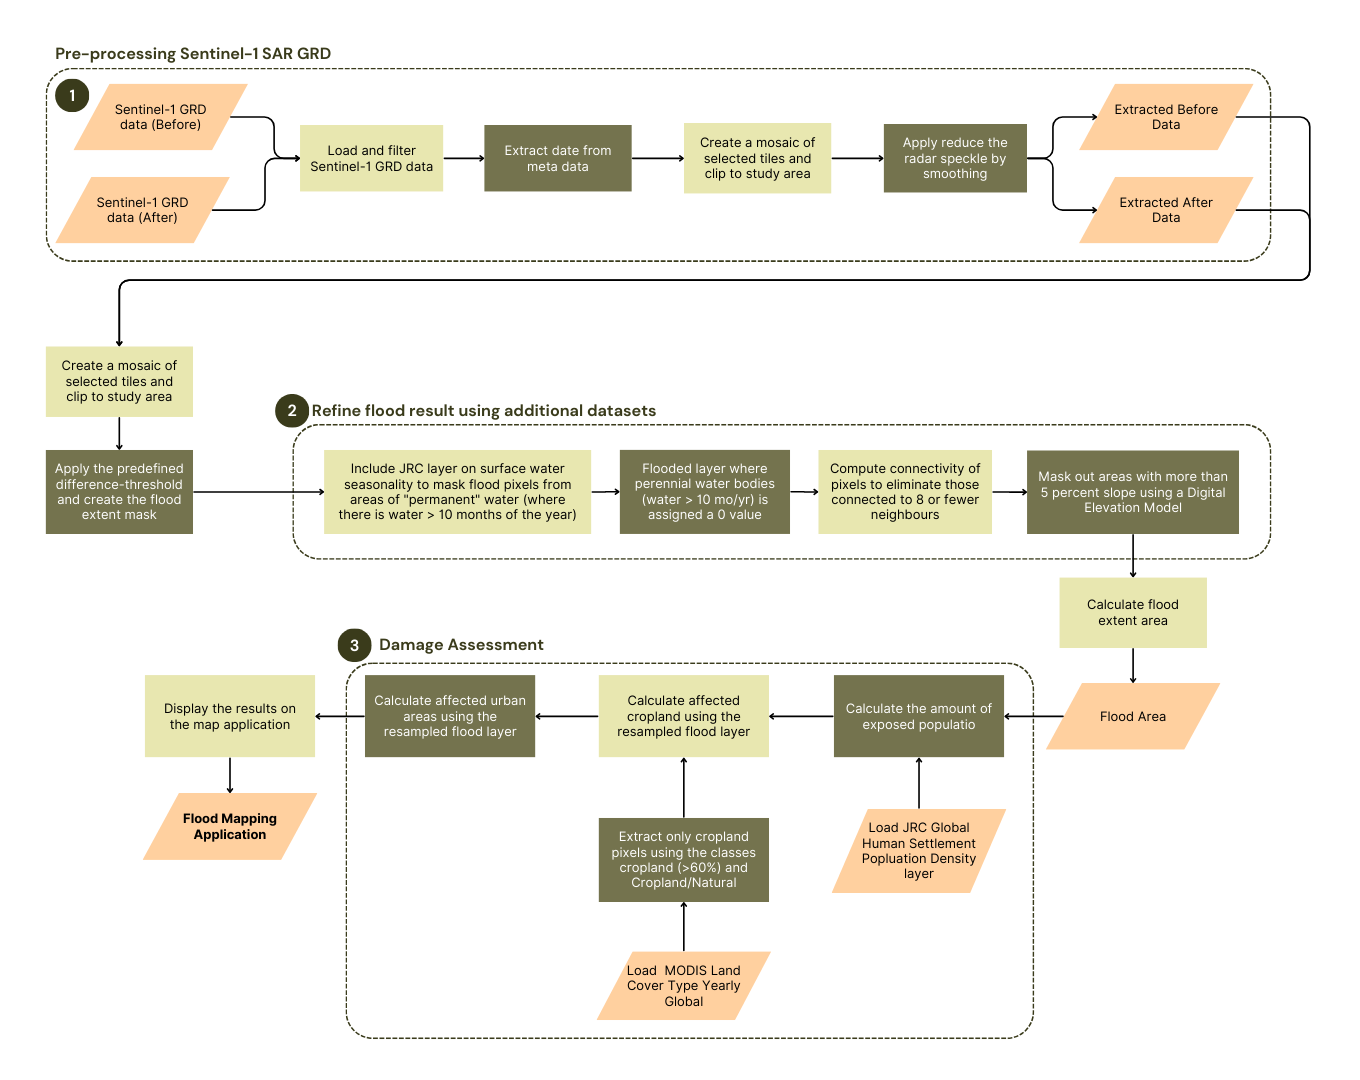 Pre-processing Sentinel-1 SAR GRD
1
Sentinel-1 GRD
data (Before)
Sentinel-1 GRD
data (After)
Load and filter
Sentinel-1 GRD data
Extract date from
meta data
Create a mosaic of
selected tiles and
clip to study area
Apply reduce the
radar speckle by
smoothing
Extracted Before
Data
Extracted After
Data
Create a mosaic of
selected tiles and
clip to study area
Apply the predefined
difference-threshold
and create the flood
extent mask
2
Refine flood result using additional datasets
Include JRC layer on surface water
seasonality to mask flood pixels from
areas of "permanent" water (where
there is water > 10 months of the year)
Flooded layer where
perennial water bodies
(water > 10 mo/yr) is
assigned a 0 value
Compute connectivity of
pixels to eliminate those
connected to 8 or fewer
neighbours
Mask out areas with more than
5 percent slope using a Digital
Elevation Model
Calculate flood
extent area
Flood Area
3
Damage Assessment
Calculate the amount of
exposed populatio
Load JRC Global
Human Settlement
Popluation Density
layer
Calculate affected
cropland using the
resampled flood layer
Extract only cropland
pixels using the classes
cropland (>60%) and
Cropland/Natural
Load  MODIS Land
Cover Type Yearly
Global
Calculate affected urban
areas using the
resampled flood layer
Display the results on
the map application
Flood Mapping
Application